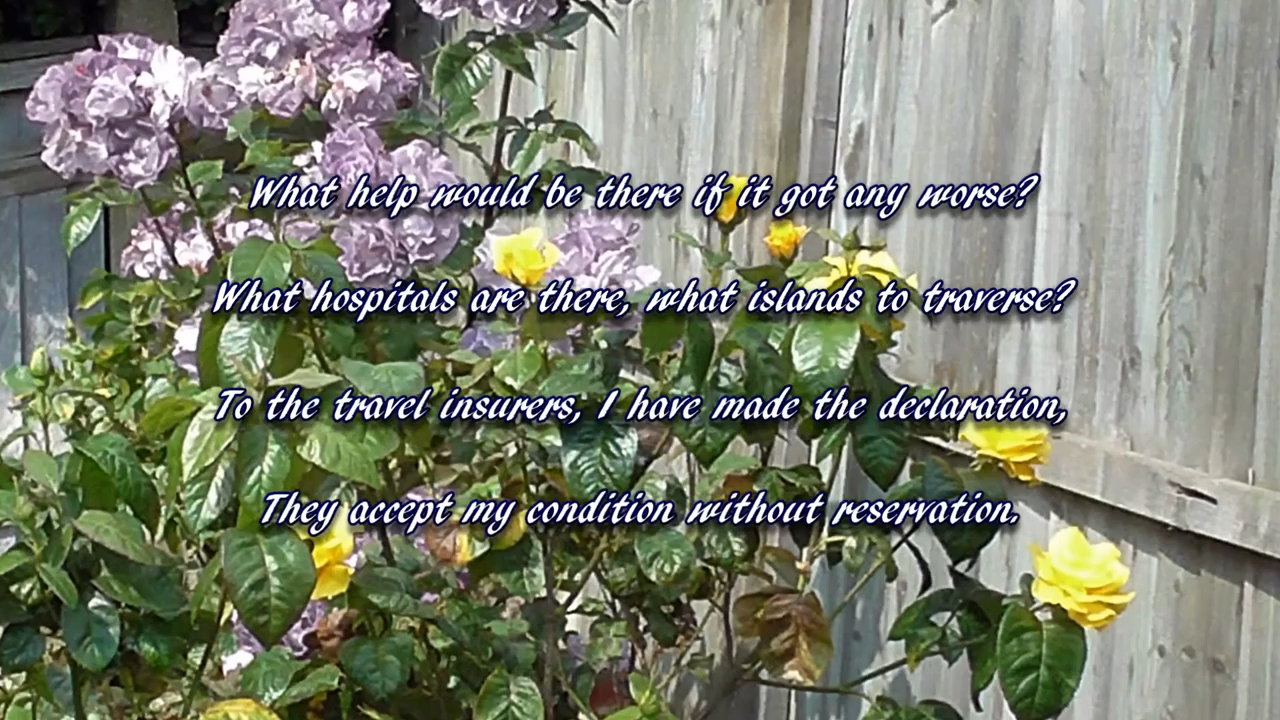 What help would be there if it got any worse?
What hospitals are there, what islands to traverse?
To the travel insurers, I have made the declaration,
They accept my condition without reservation.